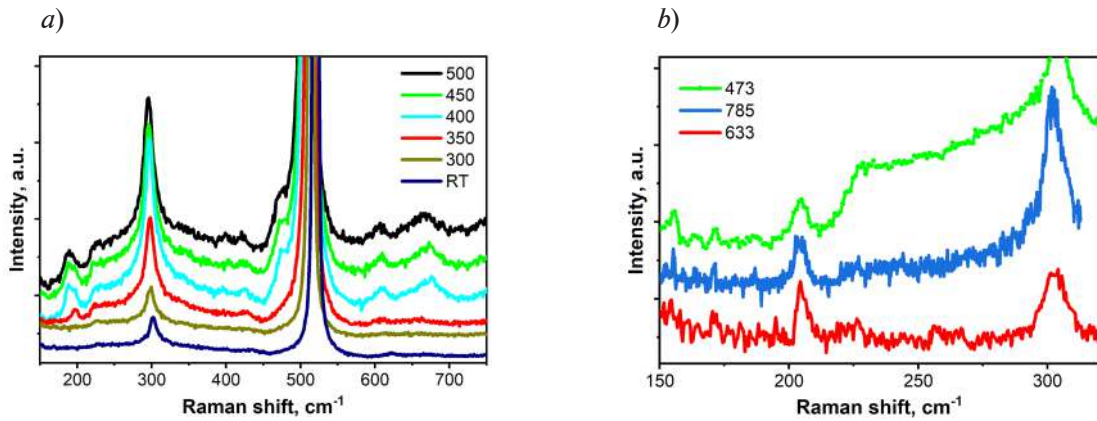 a)
500
450
400
350
300
RT
Intensity, a.u.
200 300 400 500 600 700
Raman shift, cm-1
b)
473
785
633
Intensity, a.u.
150 200 250 300
Raman shift, cm-1